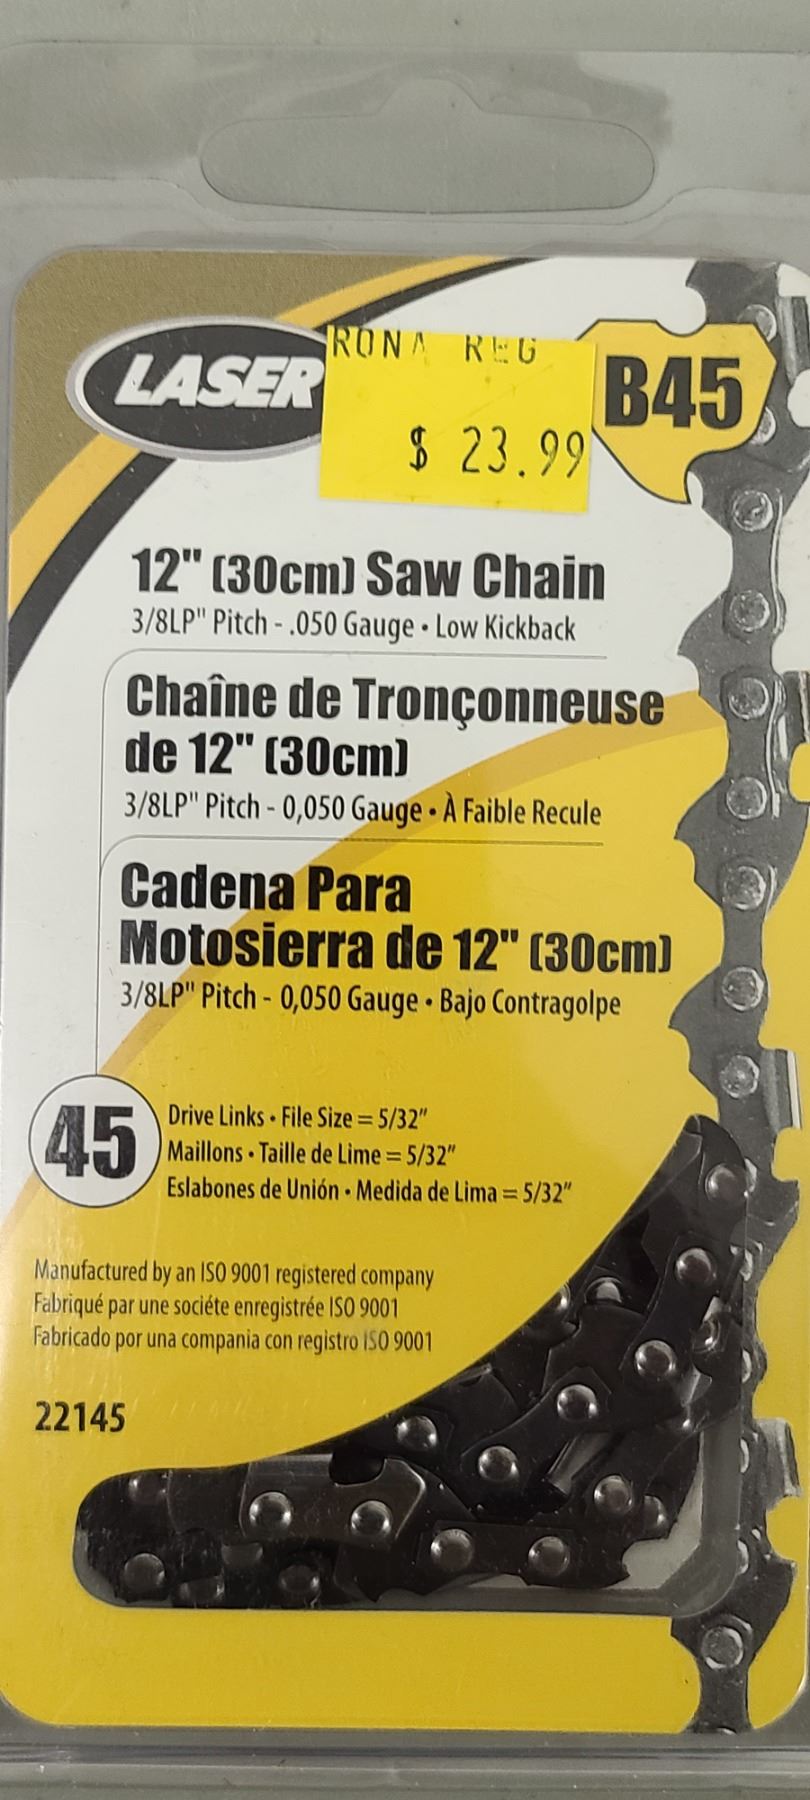 LASER
RONA REG
$ 23.99
B45
12" (30cm) Saw Chain
3/8LP" Pitch - .050 Gauge • Low Kickback
Chaîne de Tronçonneuse
de 12" (30cm)
3/8LP" Pitch - 0,050 Gauge • À Faible Recule
Cadena Para
Motosierra de 12" (30cm)
3/8LP" Pitch - 0,050 Gauge • Bajo Contragolpe
45
Drive Links • File Size = 5/32"
Maillons • Taille de Lime = 5/32"
Eslabones de Unión • Medida de Lima = 5/32"
Manufactured by an ISO 9001 registered company
Fabriqué par une sociéte enregistrée ISO 9001
Fabricado por una compania con registro ISO 9001
22145